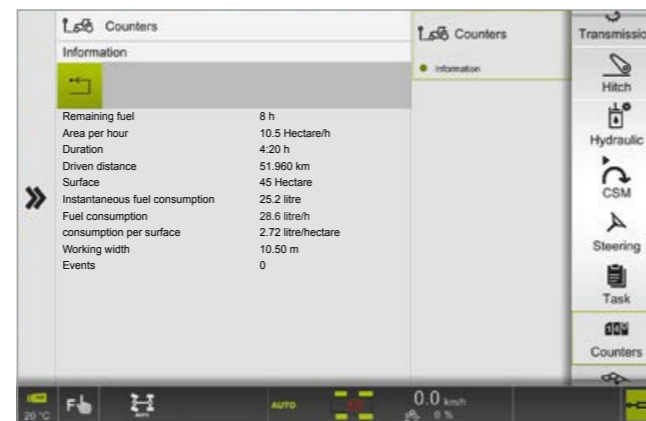 Counters
Information
Remaining fuel 8 h
Area per hour 10.5 Hectare/h
Duration 4:20 h
Driven distance 51.960 km
Surface 45 Hectare
Instantaneous fuel consumption 25.2 litre
Fuel consumption 28.6 litre/h
consumption per surface 2.72 litre/hectare
Working width 10.50 m
Events 0
Counters
Information
Transmissio
Hitch
Hydraulic
CSM
Steering
Task
Counters
20 °C
F
AUTO
AUTO
0.0 km/h
0 %